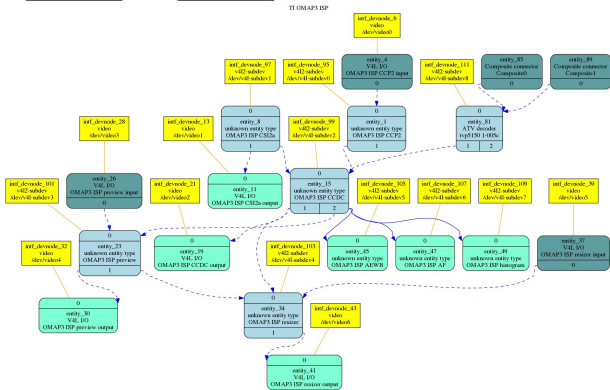 TI OMAP3 ISP
intf_devnode_6
video
/dev/video0
intf_devnode_97
v4l2-subdev
/dev/v4l-subdev1
intf_devnode_95
v4l2-subdev
/dev/v4l-subdev0
entity_4
V4L I/O
OMAP3 ISP CCP2 input
0
intf_devnode_111
v4l2-subdev
/dev/v4l-subdev8
entity_85
Composite connector
Composite0
0
entity_89
Composite connector
Composite1
0
intf_devnode_28
video
/dev/video3
intf_devnode_13
video
/dev/video1
0
entity_8
unknown entity type
OMAP3 ISP CSI2a
1
intf_devnode_99
v4l2-subdev
/dev/v4l-subdev2
0
entity_1
unknown entity type
OMAP3 ISP CCP2
1
0
entity_81
ATV decoder
tvp5150 1-005c
1 2
intf_devnode_101
v4l2-subdev
/dev/v4l-subdev3
entity_26
V4L I/O
OMAP3 ISP preview input
0
intf_devnode_21
video
/dev/video2
0
entity_11
V4L I/O
OMAP3 ISP CSI2a output
0
entity_15
unknown entity type
OMAP3 ISP CCDC
1 2
intf_devnode_105
v4l2-subdev
/dev/v4l-subdev5
intf_devnode_107
v4l2-subdev
/dev/v4l-subdev6
intf_devnode_109
v4l2-subdev
/dev/v4l-subdev7
intf_devnode_39
video
/dev/video5
intf_devnode_32
video
/dev/video4
0
entity_23
unknown entity type
OMAP3 ISP preview
1
0
entity_19
V4L I/O
OMAP3 ISP CCDC output
intf_devnode_103
v4l2-subdev
/dev/v4l-subdev4
0
entity_45
unknown entity type
OMAP3 ISP AEWB
0
entity_47
unknown entity type
OMAP3 ISP AF
0
entity_49
unknown entity type
OMAP3 ISP histogram
entity_37
V4L I/O
OMAP3 ISP resizer input
0
0
entity_30
V4L I/O
OMAP3 ISP preview output
0
entity_34
unknown entity type
OMAP3 ISP resizer
1
intf_devnode_43
video
/dev/video6
0
entity_41
V4L I/O
OMAP3 ISP resizer output